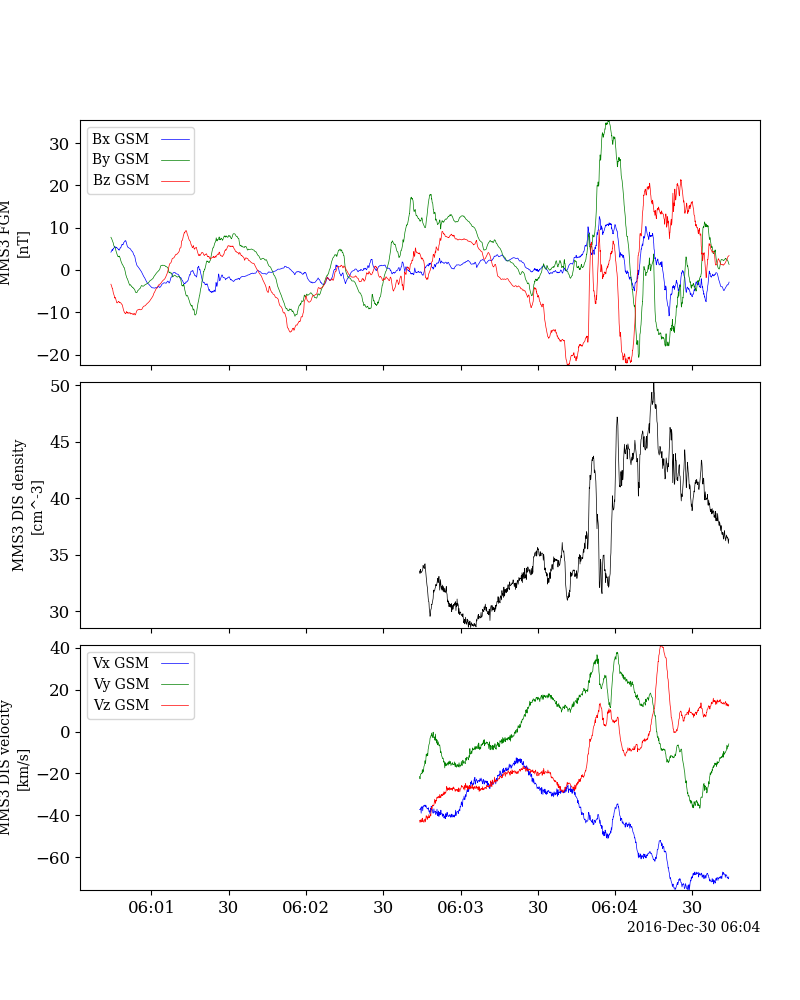 MMS3 FGM
[nT]
30
20
10
0
−10
−20
Bx GSM
By GSM
Bz GSM
MMS3 DIS density
[cm^-3]
50
45
40
35
30
MMS3 DIS velocity
[km/s]
40
20
0
−20
−40
−60
Vx GSM
Vy GSM
Vz GSM
06:01 30 06:02 30 06:03 30 06:04 30
2016-Dec-30 06:04